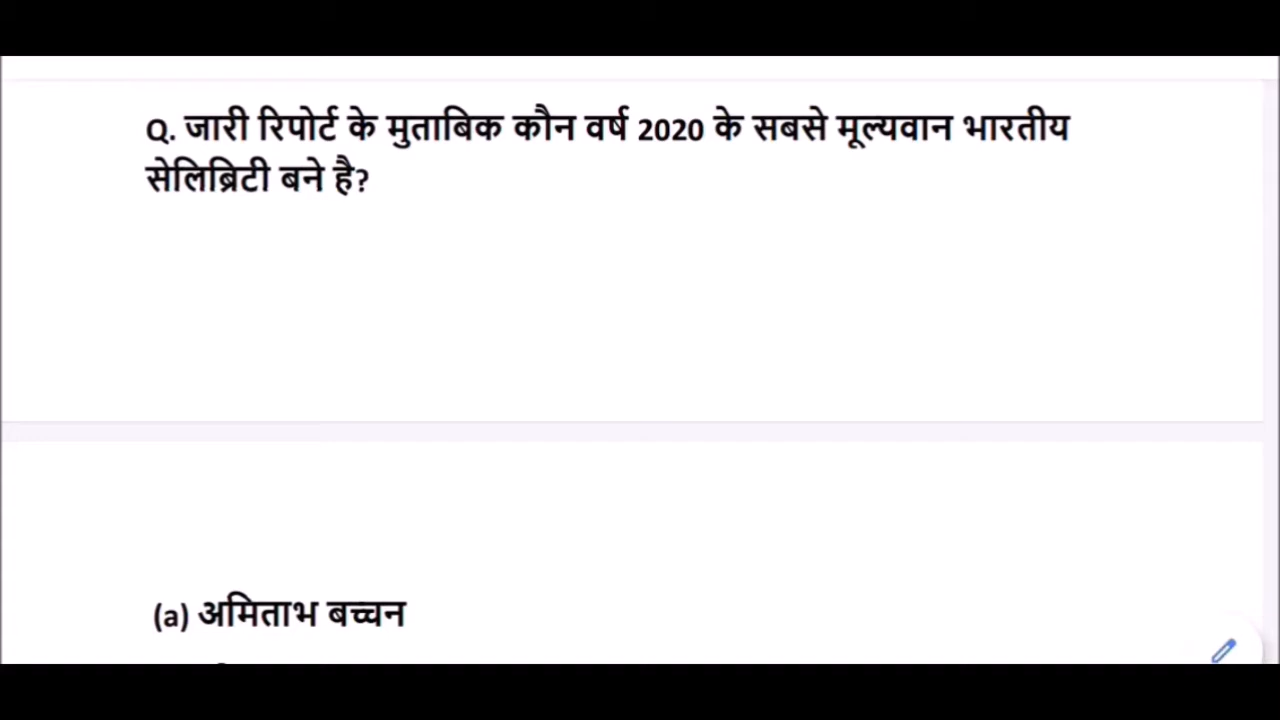 Q. जारी रिपोर्ट के मुताबिक कौन वर्ष 2020 के सबसे मूल्यवान भारतीय
सेलिब्रिटी बने है?
(a) अमिताभ बच्चन